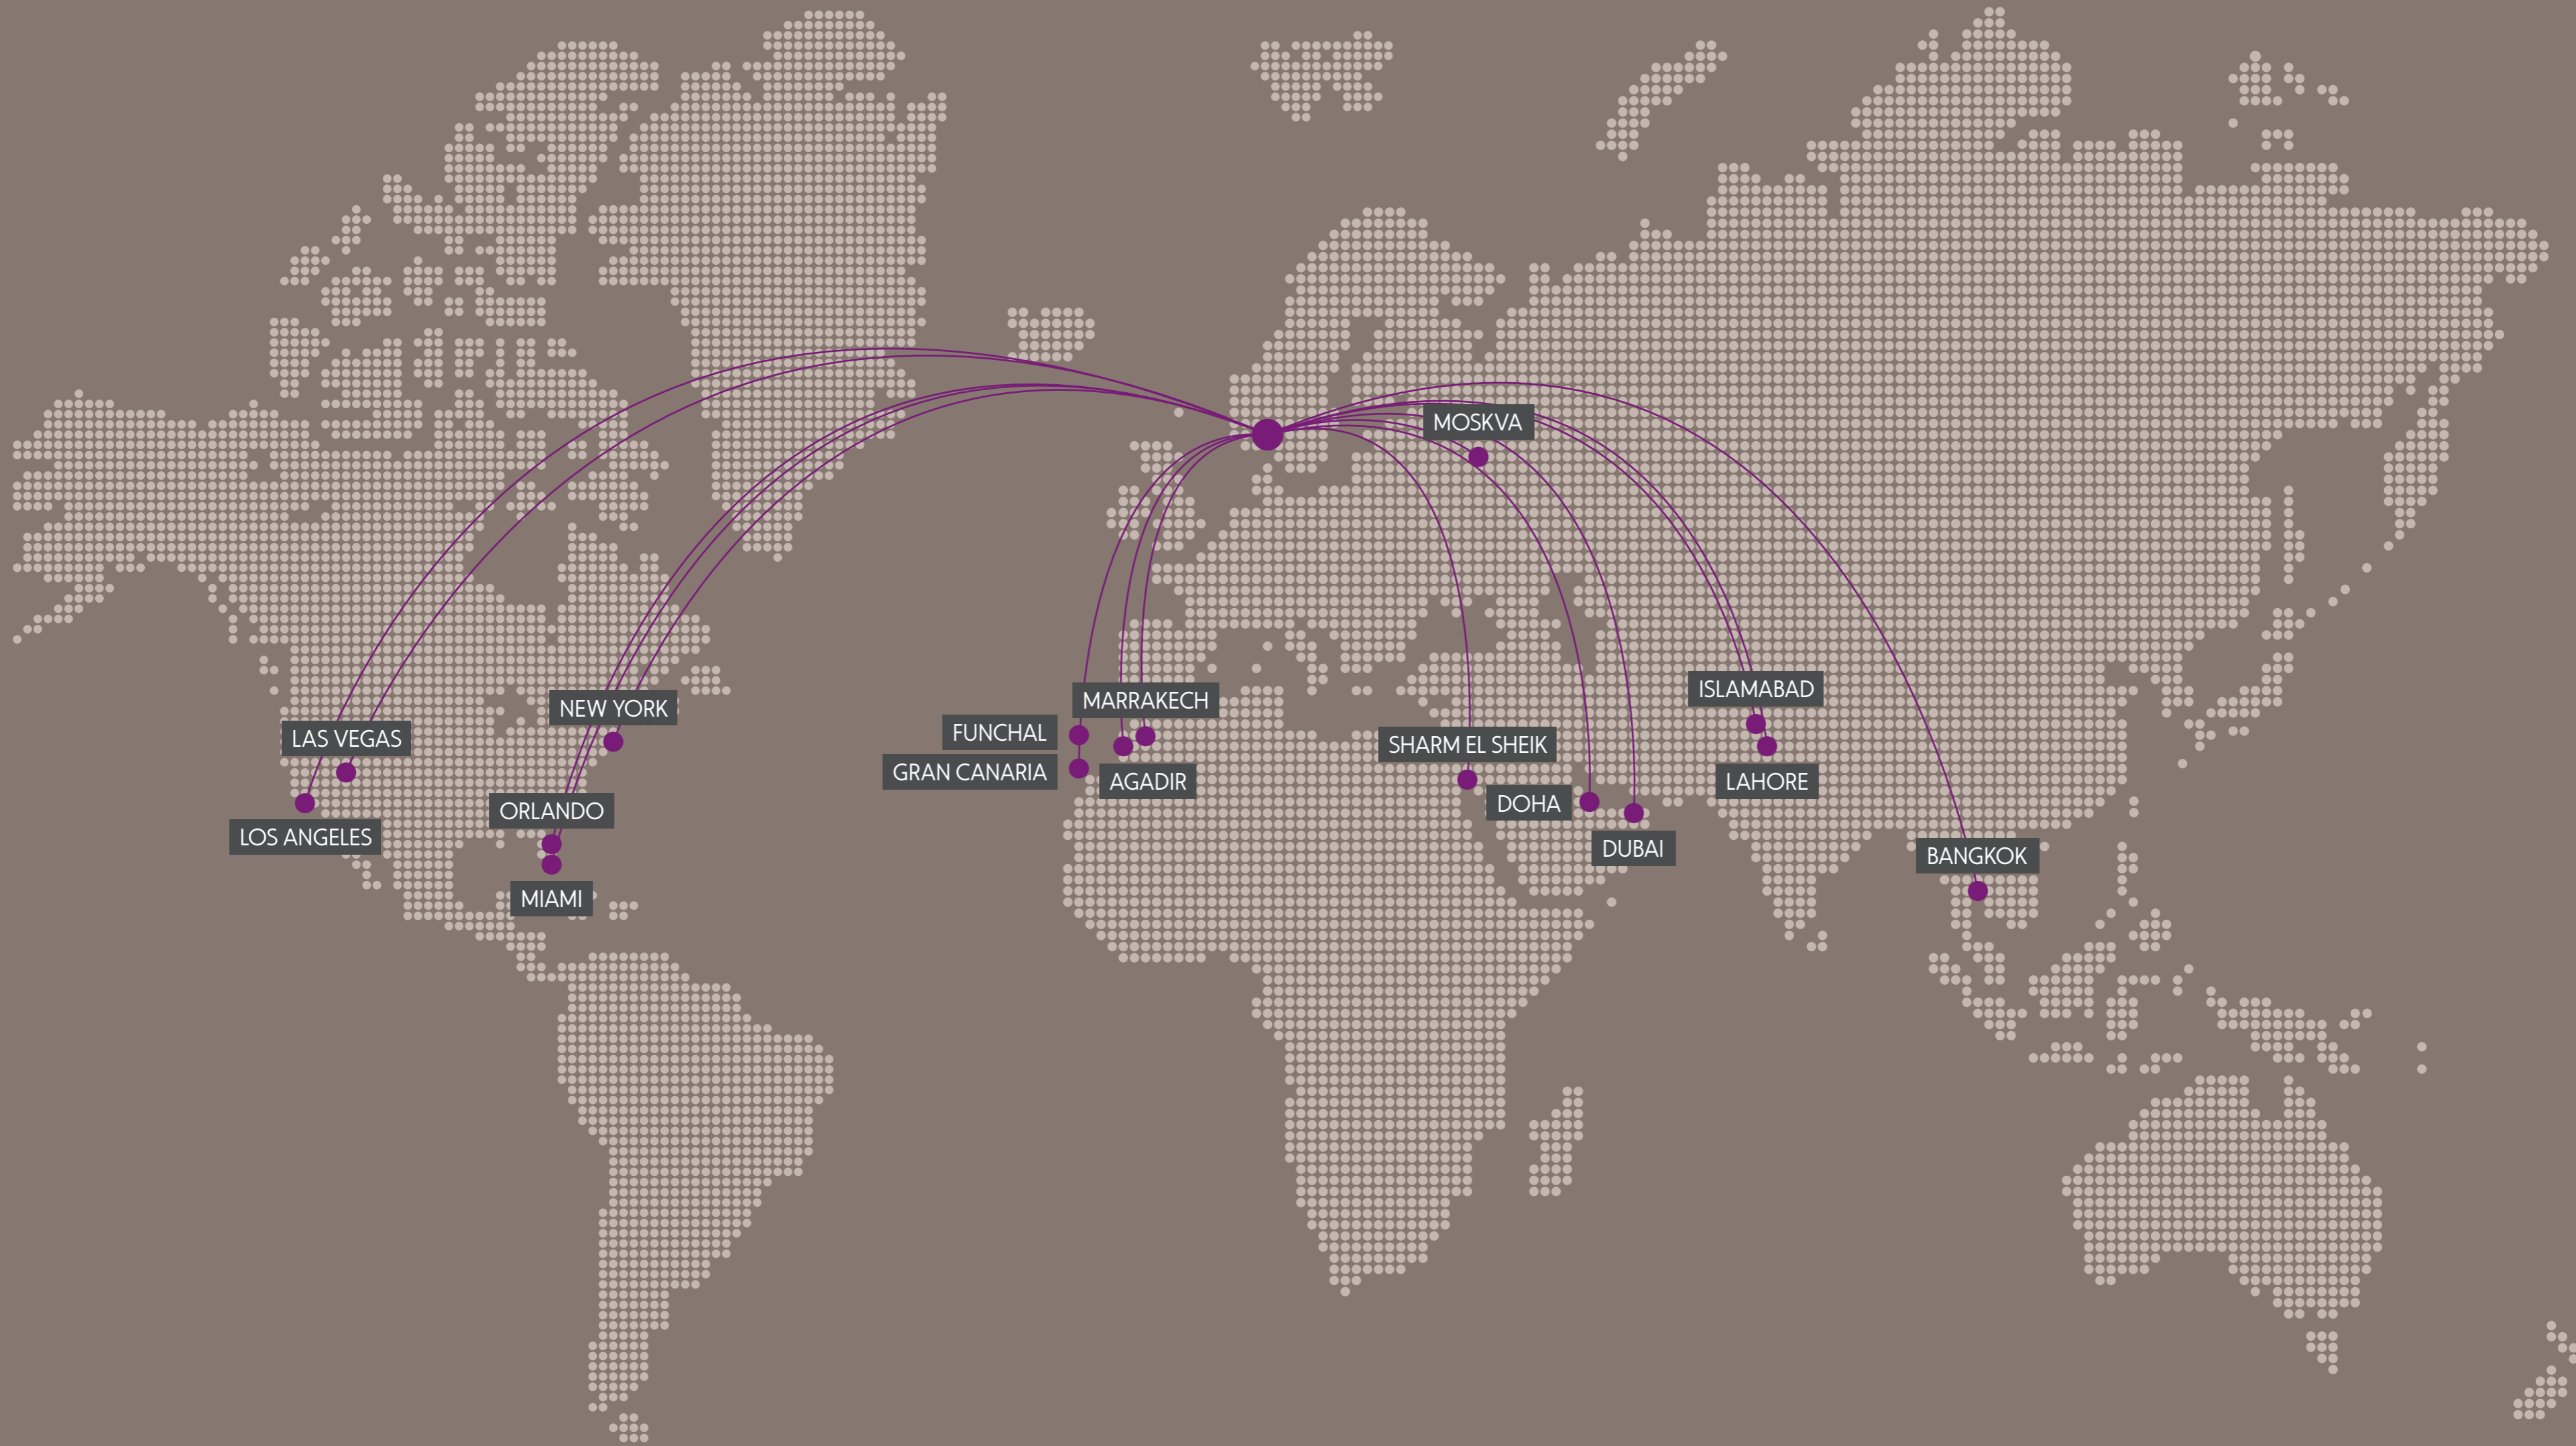 MOSKVA
ISLAMABAD
MARRAKECH
NEW YORK
FUNCHAL
LAS VEGAS
SHARM EL SHEIK
GRAN CANARIA
AGADIR
LAHORE
DOHA
ORLANDO
LOS ANGELES
DUBAI
BANGKOK
MIAMI